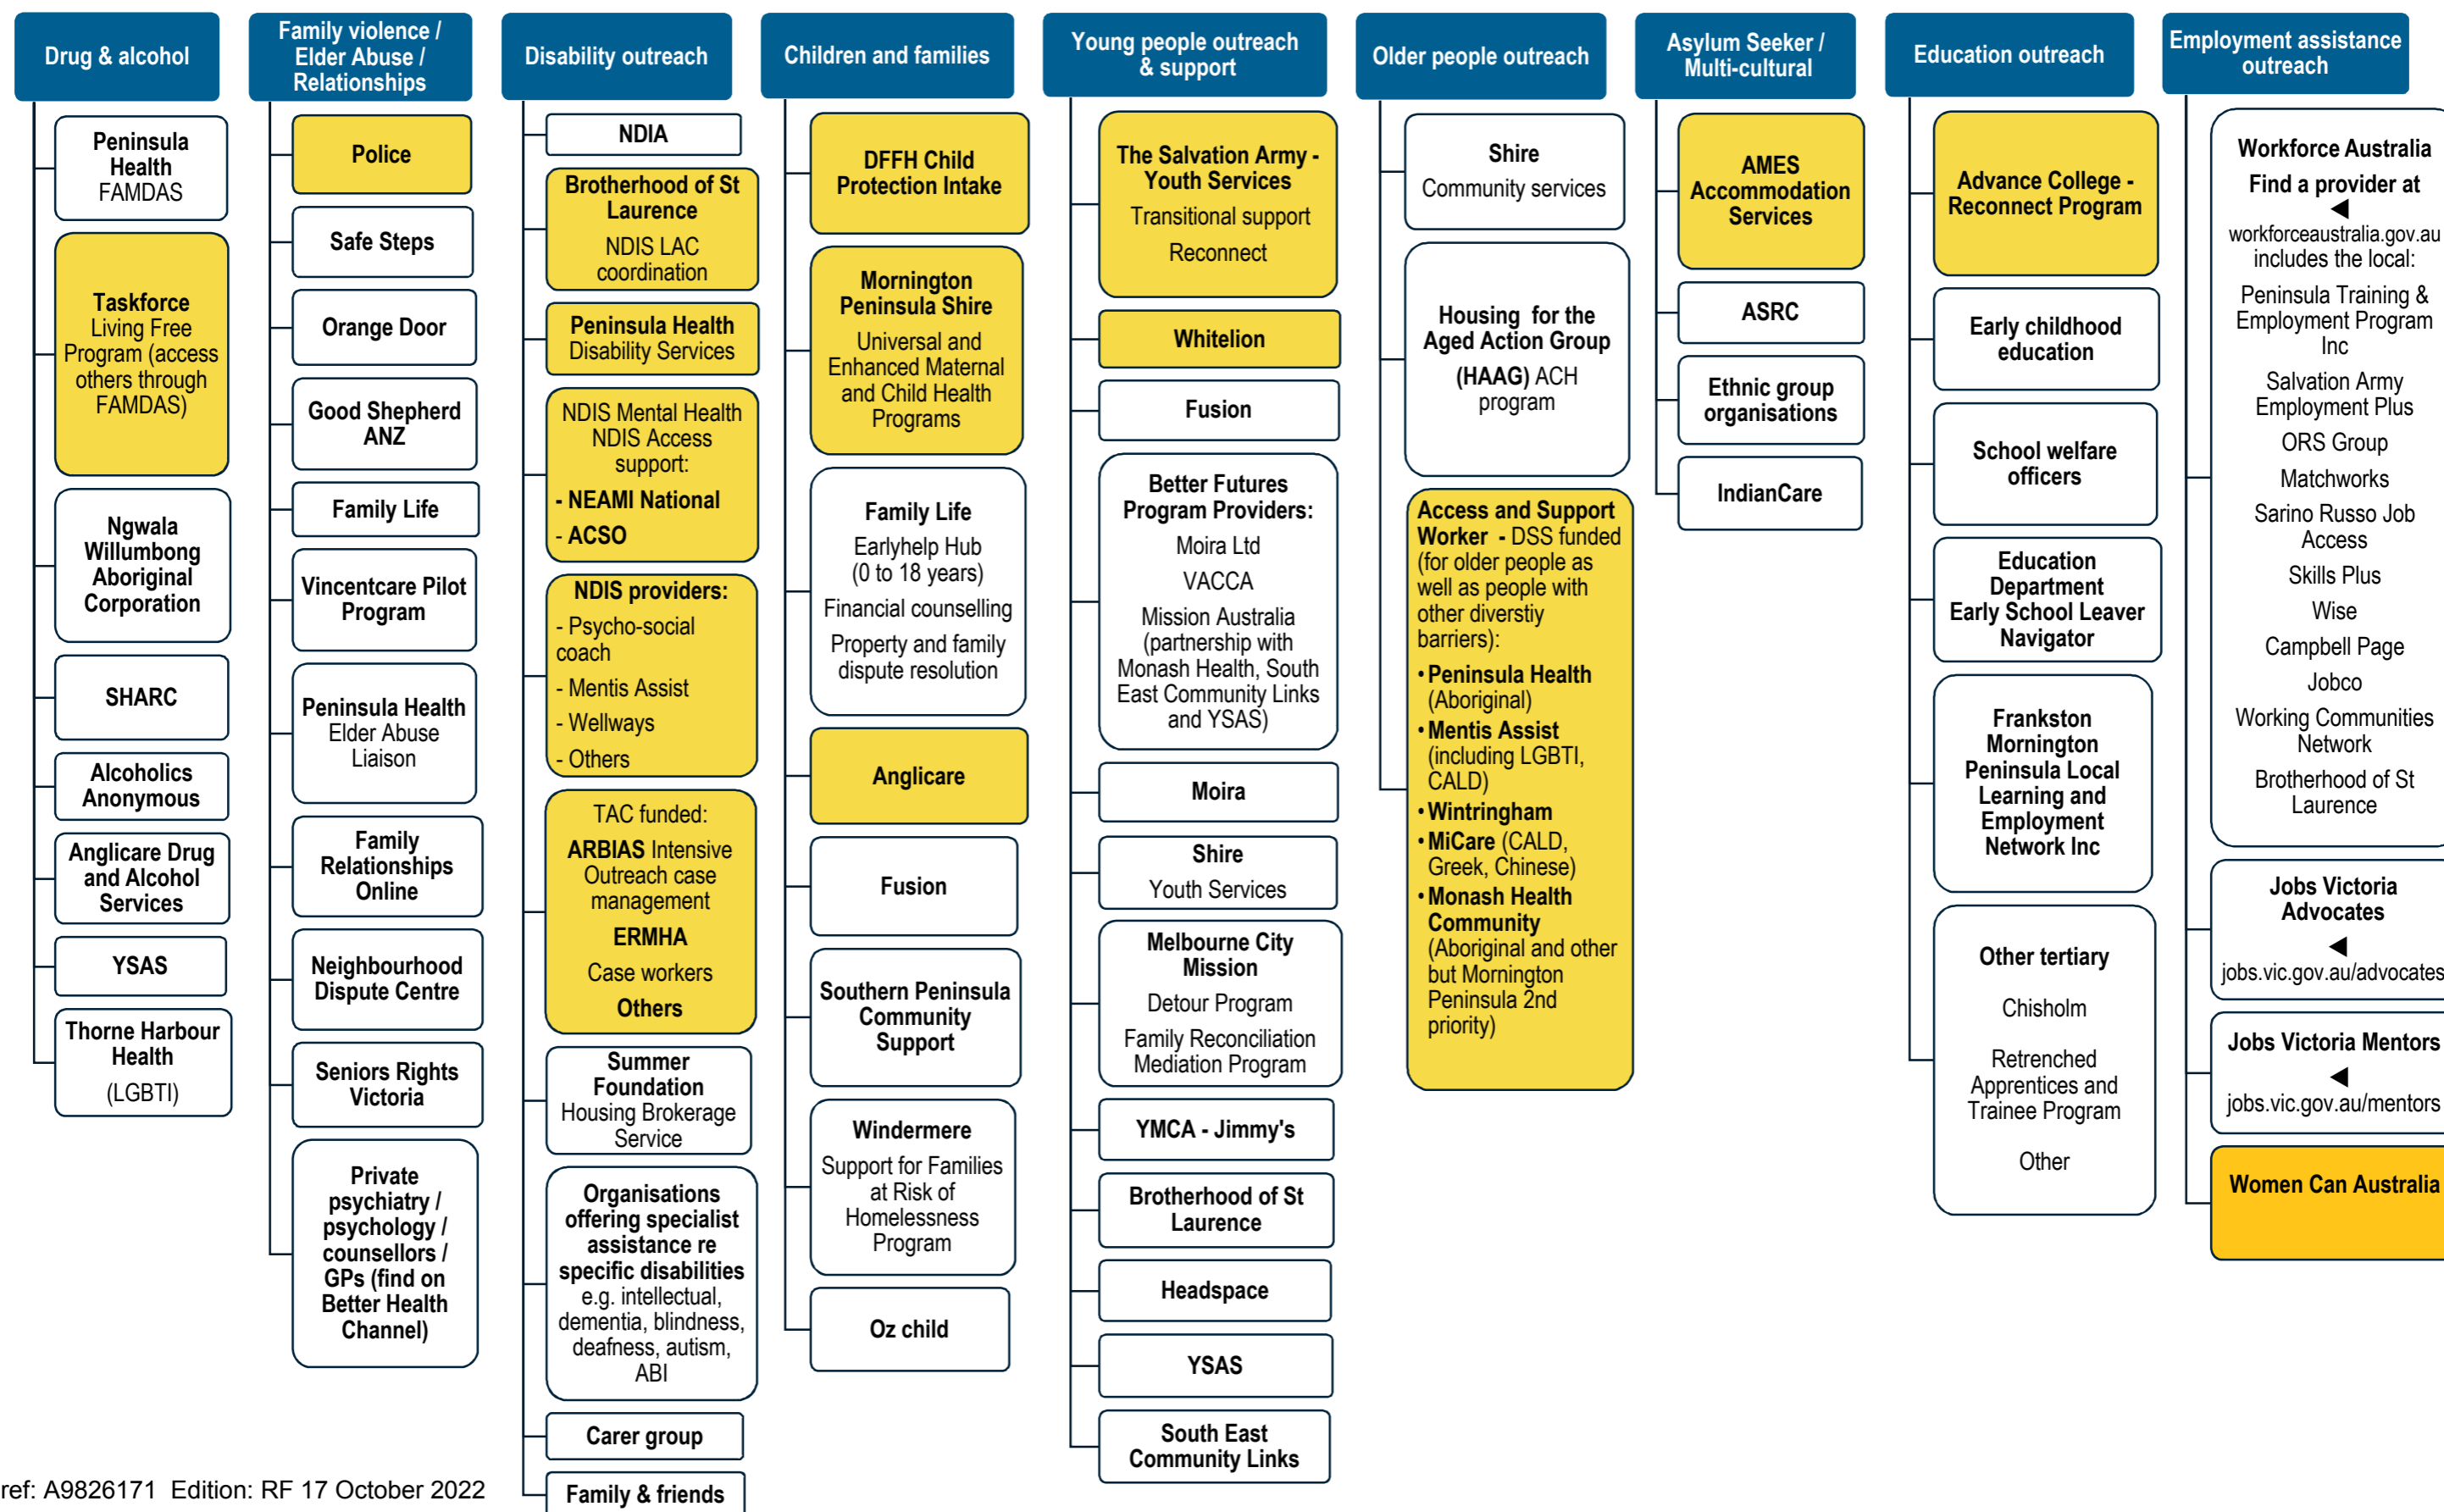 Drug & alcohol
Peninsula
Health
FAMDAS
Taskforce
Living Free
Program (access
others through
FAMDAS)
Ngwala
Willumbong
Aboriginal
Corporation
SHARC
Alcoholics
Anonymous
Anglicare Drug
and Alcohol
Services
YSAS
Thorne Harbour
Health
(LGBTI)
Family violence /
Elder Abuse /
Relationships
Police
Safe Steps
Orange Door
Good Shepherd
ANZ
Family Life
Vincentcare Pilot
Program
Peninsula Health
Elder Abuse
Liaison
Family
Relationships
Online
Neighbourhood
Dispute Centre
Seniors Rights
Victoria
Private
psychiatry /
psychology /
counsellors /
GPs (find on
Better Health
Channel)
Disability outreach
NDIA
Brotherhood of St
Laurence
NDIS LAC
coordination
Peninsula Health
Disability Services
NDIS Mental Health
NDIS Access
support:
- NEAMI National
- ACSO
NDIS providers:
- Psycho-social
coach
- Mentis Assist
- Wellways
- Others
TAC funded:
ARBIAS Intensive
Outreach case
management
ERMHA
Case workers
Others
Summer
Foundation
Housing Brokerage
Service
Organisations
offering specialist
assistance re
specific disabilities
e.g. intellectual,
dementia, blindness,
deafness, autism,
ABI
Carer group
Family & friends
Children and families
DFFH Child
Protection Intake
Mornington
Peninsula Shire
Universal and
Enhanced Maternal
and Child Health
Programs
Family Life
Earlyhelp Hub
(0 to 18 years)
Financial counselling
Property and family
dispute resolution
Anglicare
Fusion
Southern Peninsula
Community
Support
Windermere
Support for Families
at Risk of
Homelessness
Program
Oz child
Young people outreach
& support
The Salvation Army -
Youth Services
Transitional support
Reconnect
Whitelion
Fusion
Better Futures
Program Providers:
Moira Ltd
VACCA
Mission Australia
(partnership with
Monash Health, South
East Community Links
and YSAS)
Moira
Shire
Youth Services
Melbourne City
Mission
Detour Program
Family Reconciliation
Mediation Program
YMCA - Jimmy's
Brotherhood of St
Laurence
Headspace
YSAS
South East
Community Links
Older people outreach
Shire
Community services
Housing for the
Aged Action Group
(HAAG) ACH
program
Access and Support
Worker - DSS funded
(for older people as
well as people with
other diverstiy
barriers):
• Peninsula Health
(Aboriginal)
• Mentis Assist
(including LGBTI,
CALD)
• Wintringham
• MiCare (CALD,
Greek, Chinese)
• Monash Health
Community
(Aboriginal and other
but Mornington
Peninsula 2nd
priority)
Asylum Seeker /
Multi-cultural
AMES
Accommodation
Services
ASRC
Ethnic group
organisations
IndianCare
Education outreach
Advance College -
Reconnect Program
Early childhood
education
School welfare
officers
Education
Department
Early School Leaver
Navigator
Frankston
Mornington
Peninsula Local
Learning and
Employment
Network Inc
Other tertiary
Chisholm
Retrenched
Apprentices and
Trainee Program
Other
Employment assistance
outreach
Workforce Australia
Find a provider at
workforceaustralia.gov.au
includes the local:
Peninsula Training &
Employment Program
Inc
Salvation Army
Employment Plus
ORS Group
Matchworks
Sarino Russo Job
Access
Skills Plus
Wise
Campbell Page
Jobco
Working Communities
Network
Brotherhood of St
Laurence
Jobs Victoria
Advocates
jobs.vic.gov.au/advocates
Jobs Victoria Mentors
jobs.vic.gov.au/mentors
Women Can Australia
ref: A9826171 Edition: RF 17 October 2022